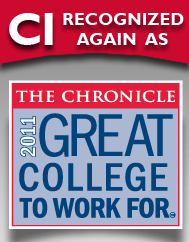 CI RECOGNIZED
AGAIN AS
THE CHRONICLE
2011 GREAT
COLLEGE
TO WORK FOR